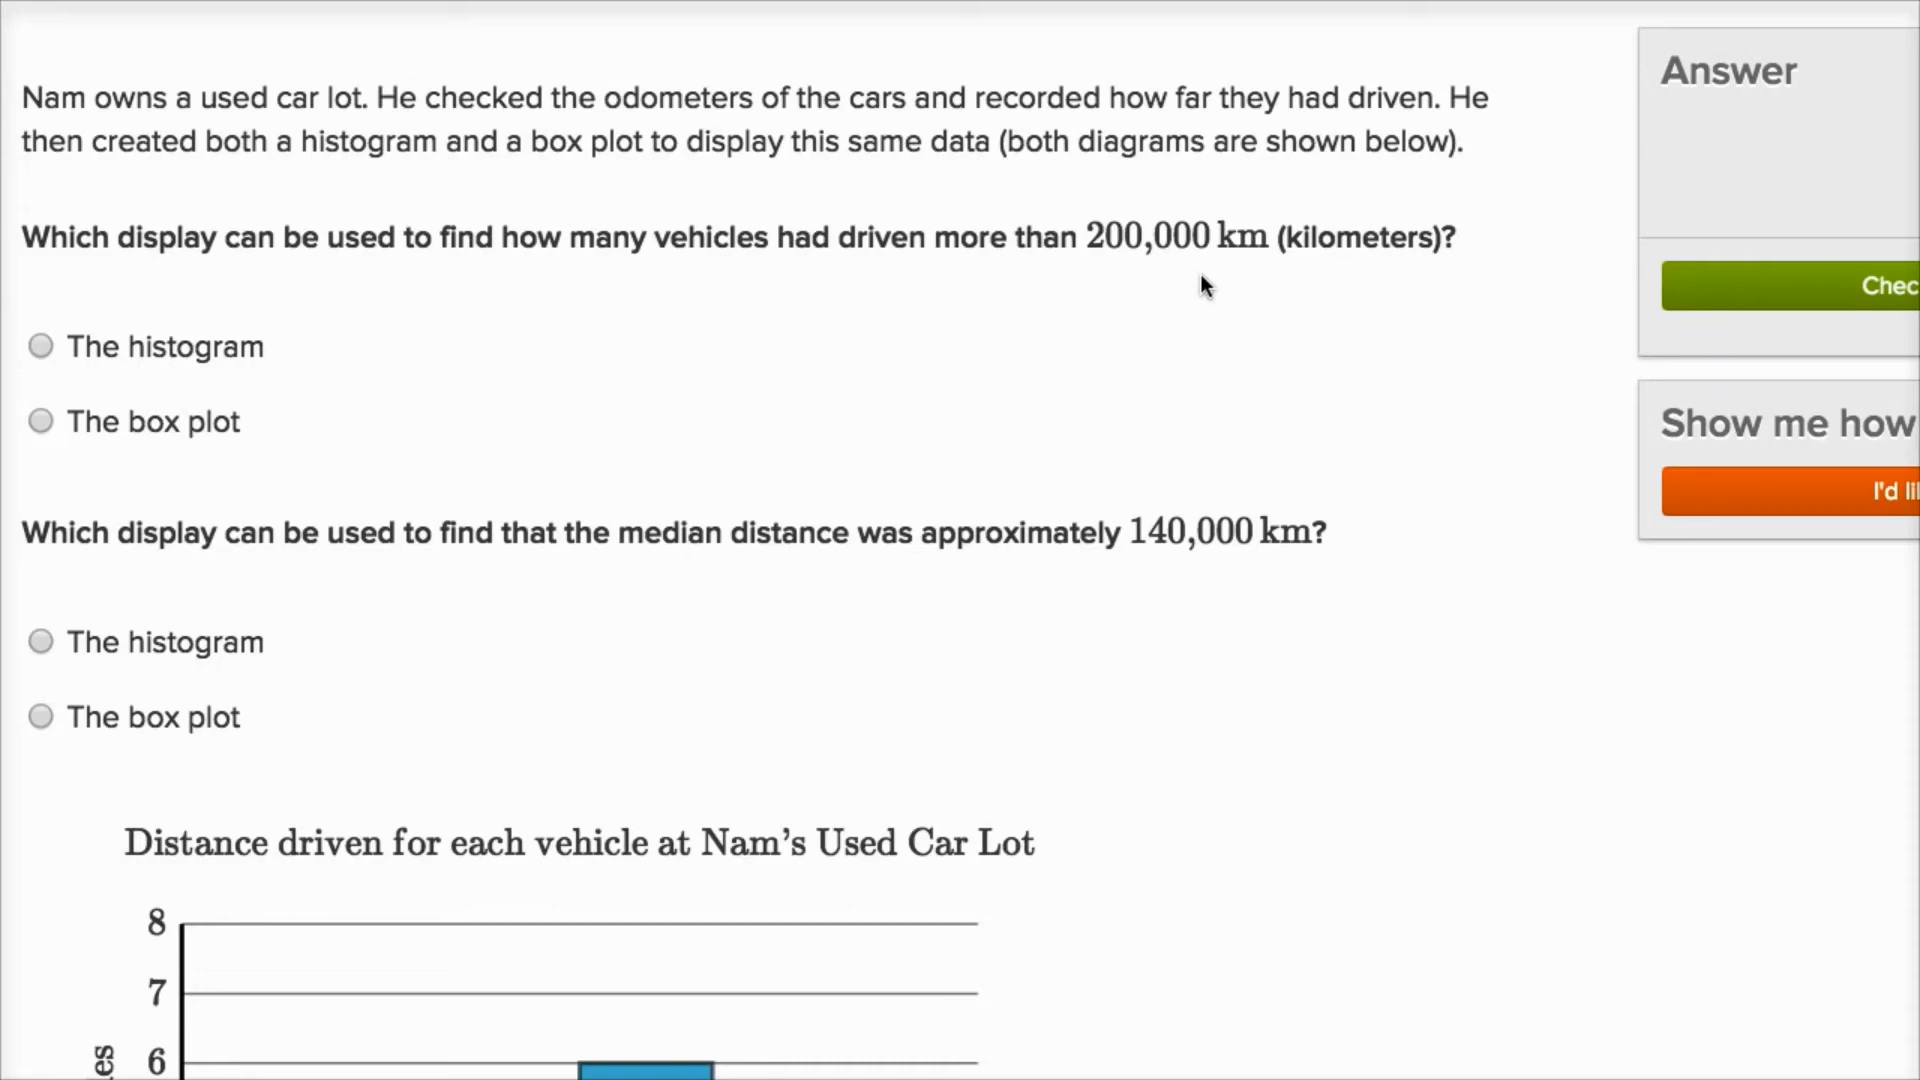 Nam owns a used car lot. He checked the odometers of the cars and recorded how far they had driven. He
then created both a histogram and a box plot to display this same data (both diagrams are shown below).
Which display can be used to find how many vehicles had driven more than 200,000 km (kilometers)?
The histogram
The box plot
Which display can be used to find that the median distance was approximately 140,000 km?
The histogram
The box plot
Distance driven for each vehicle at Nam's Used Car Lot
8
7
6
es
Answer
Chec
Show me how
I'd li